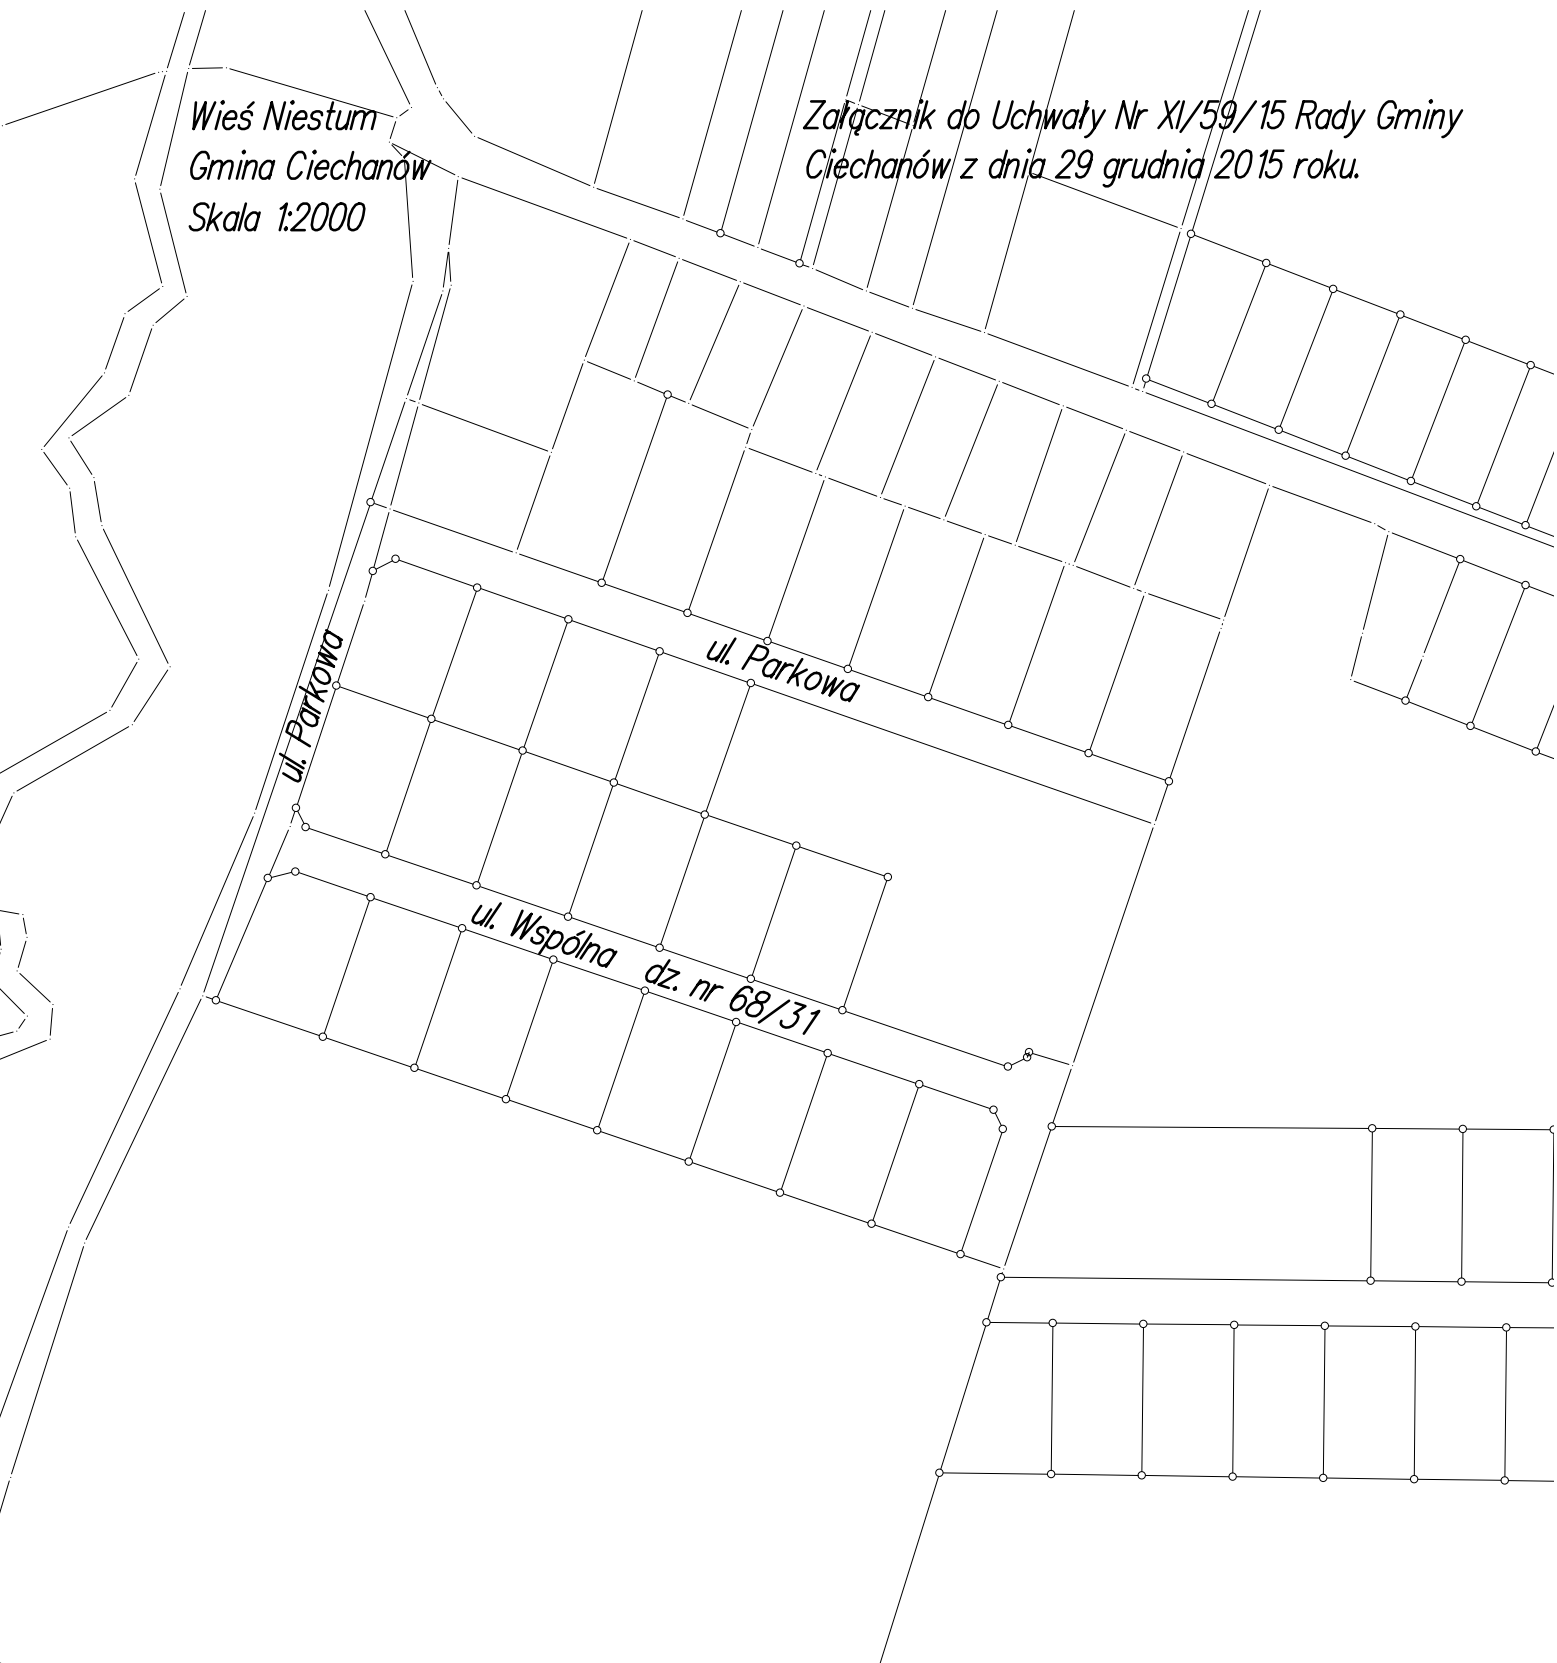 Wieś Niestum
Gmina Ciechanów
Skala 1:2000
Załącznik do Uchwały Nr XI/59/15 Rady Gminy
Ciechanów z dnia 29 grudnia 2015 roku.
ul. Parkowa
ul. Parkowa
ul. Wspólna dz. nr 68/31